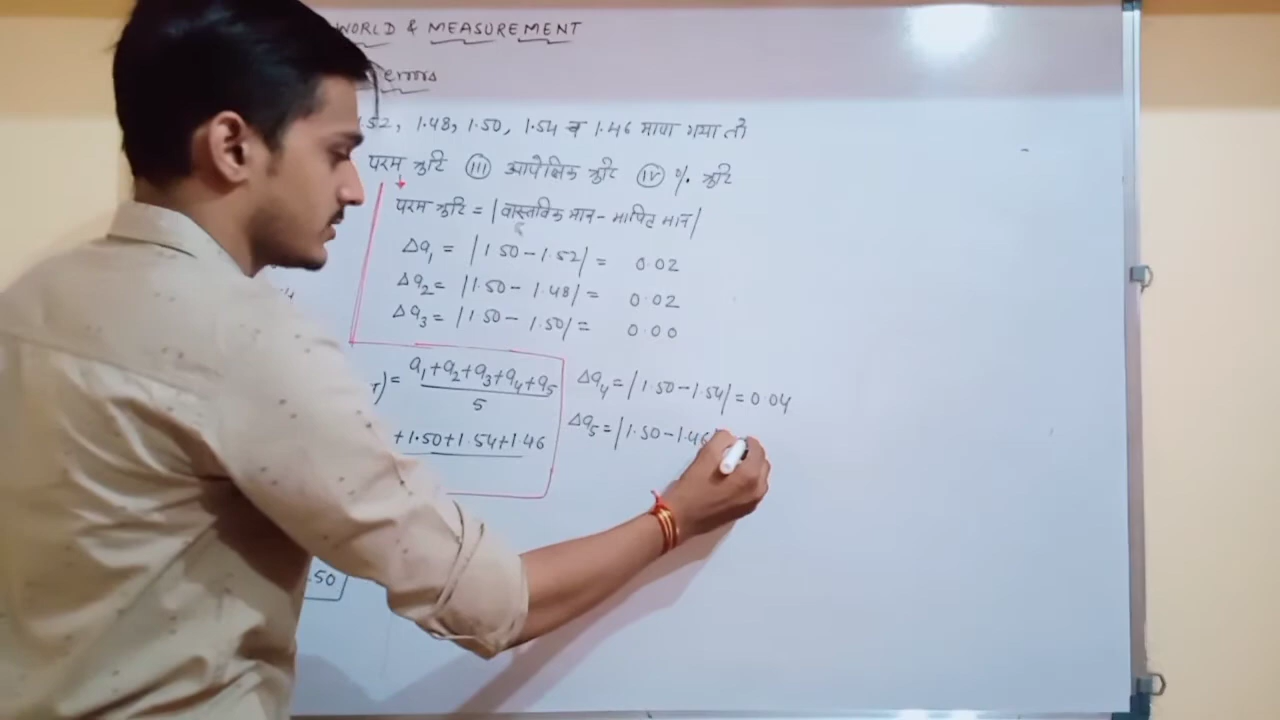 WORLD & MEASUREMENT
errors
.52, 1.48, 1.50, 1.54 व 1.46 मापा गया तो
परम त्रुटि (III) आपेक्षिक त्रुटि (IV) % त्रुटि
परम त्रुटि = |वास्तविक मान - मापित मान|
Δa₁ = |1.50 - 1.52| = 0.02
Δa₂ = |1.50 - 1.48| = 0.02
Δa₃ = |1.50 - 1.50| = 0.00
) = a₁+a₂+a₃+a₄+a₅
5
+1.50+1.54+1.46
Δa₄ = |1.50-1.54| = 0.04
Δa₅ = |1.50-1.46
.50